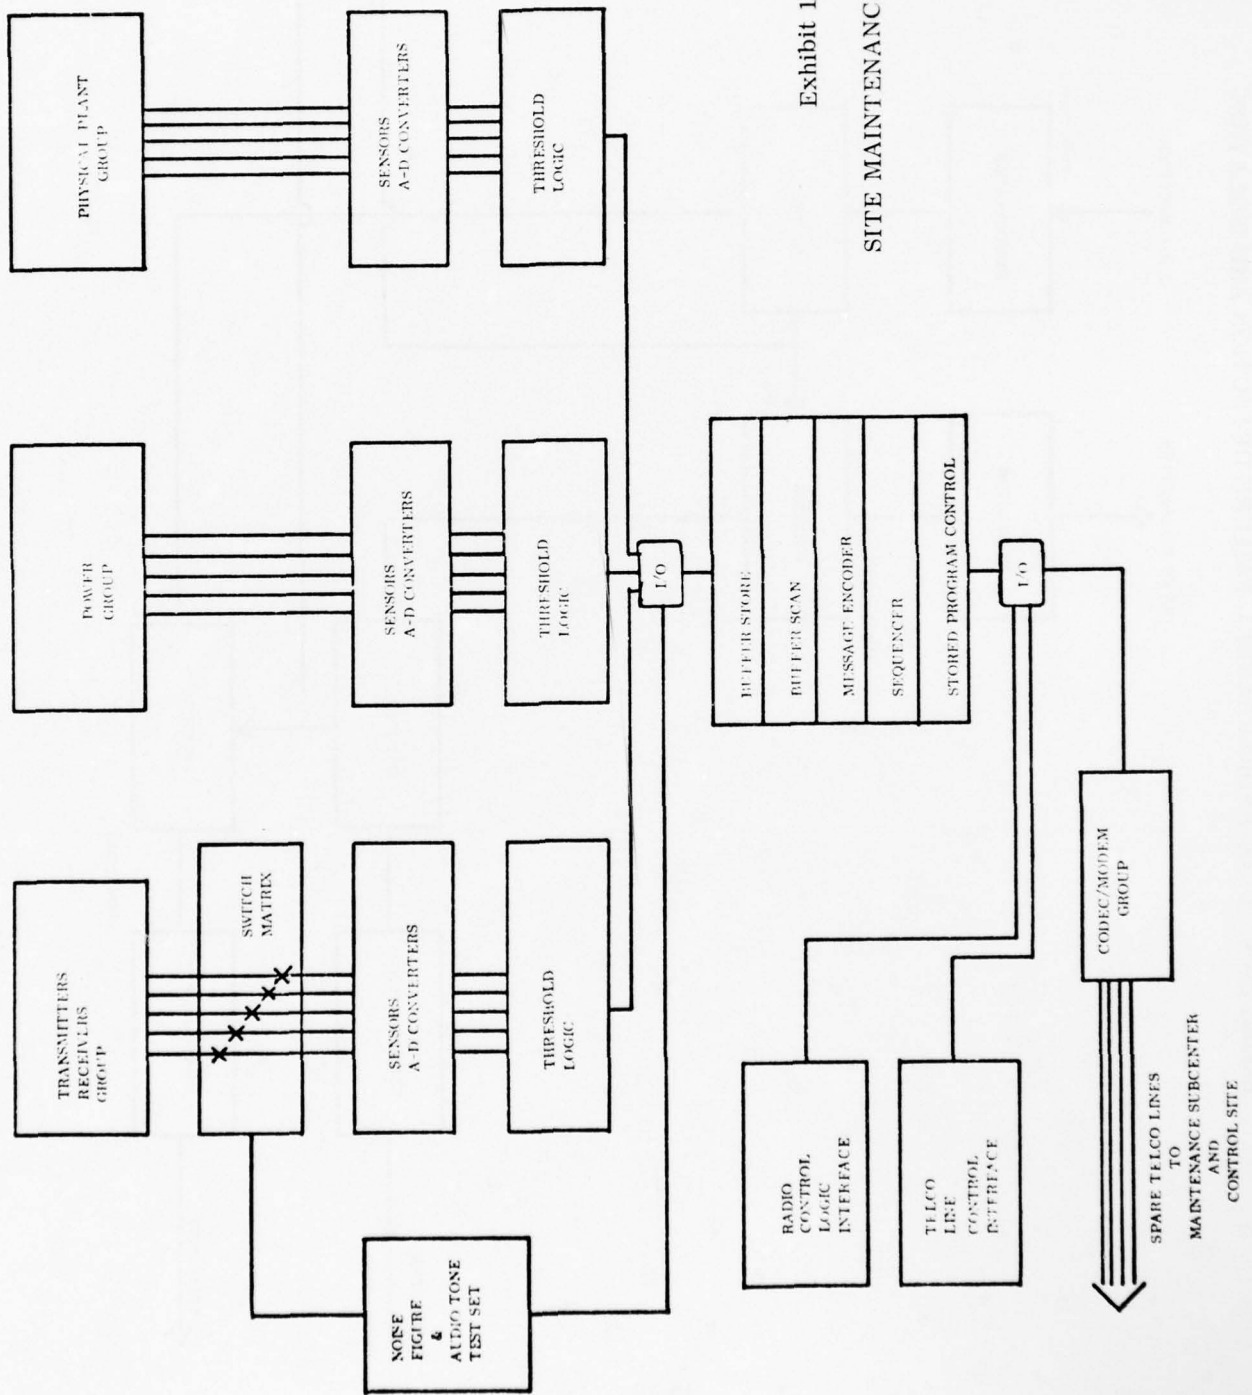 TRANSMITTERS
RECEIVERS
GROUP
POWER
GROUP
PHYSICAL PLANT
GROUP
SWITCH
MATRIX
NOISE
FIGURE
&
AUDIO TONE
TEST SET
SENSORS
A-D CONVERTERS
SENSORS
A-D CONVERTERS
SENSORS
A-D CONVERTERS
THRESHOLD
LOGIC
THRESHOLD
LOGIC
THRESHOLD
LOGIC
I/O
BUFFER STORE
BUFFER SCAN
MESSAGE ENCODER
SEQUENCER
STORED PROGRAM CONTROL
RADIO
CONTROL
LOGIC
INTERFACE
TELCO
LINE
CONTROL
INTERFACE
I/O
CODEC/MODEM
GROUP
SPARE TELCO LINES
TO
MAINTENANCE SUBCENTER
AND
CONTROL SITE
Exhibit 1
SITE MAINTENANC